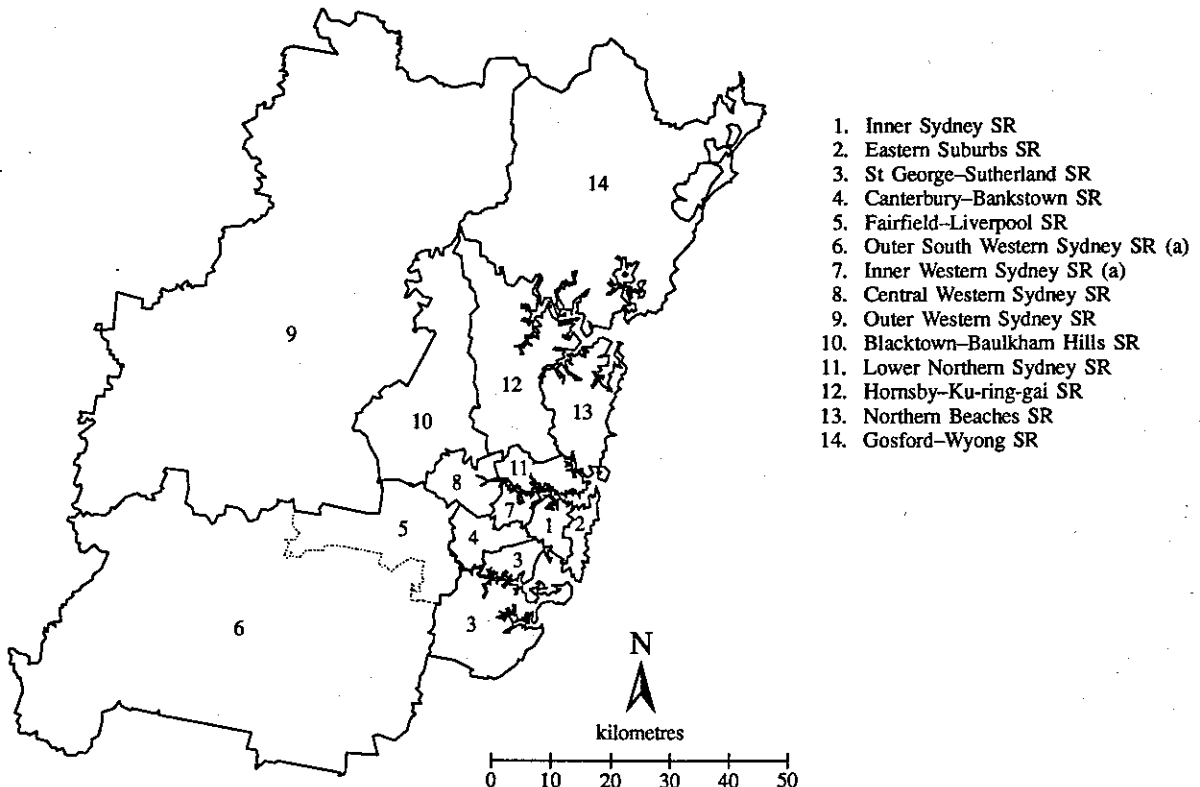 14
9
12
13
10
11
8
7
1
2
5
4
3
3
6
1. Inner Sydney SR
2. Eastern Suburbs SR
3. St George–Sutherland SR
4. Canterbury–Bankstown SR
5. Fairfield–Liverpool SR
6. Outer South Western Sydney SR (a)
7. Inner Western Sydney SR (a)
8. Central Western Sydney SR
9. Outer Western Sydney SR
10. Blacktown–Baulkham Hills SR
11. Lower Northern Sydney SR
12. Hornsby–Ku-ring-gai SR
13. Northern Beaches SR
14. Gosford–Wyong SR
N
kilometres
0 10 20 30 40 50